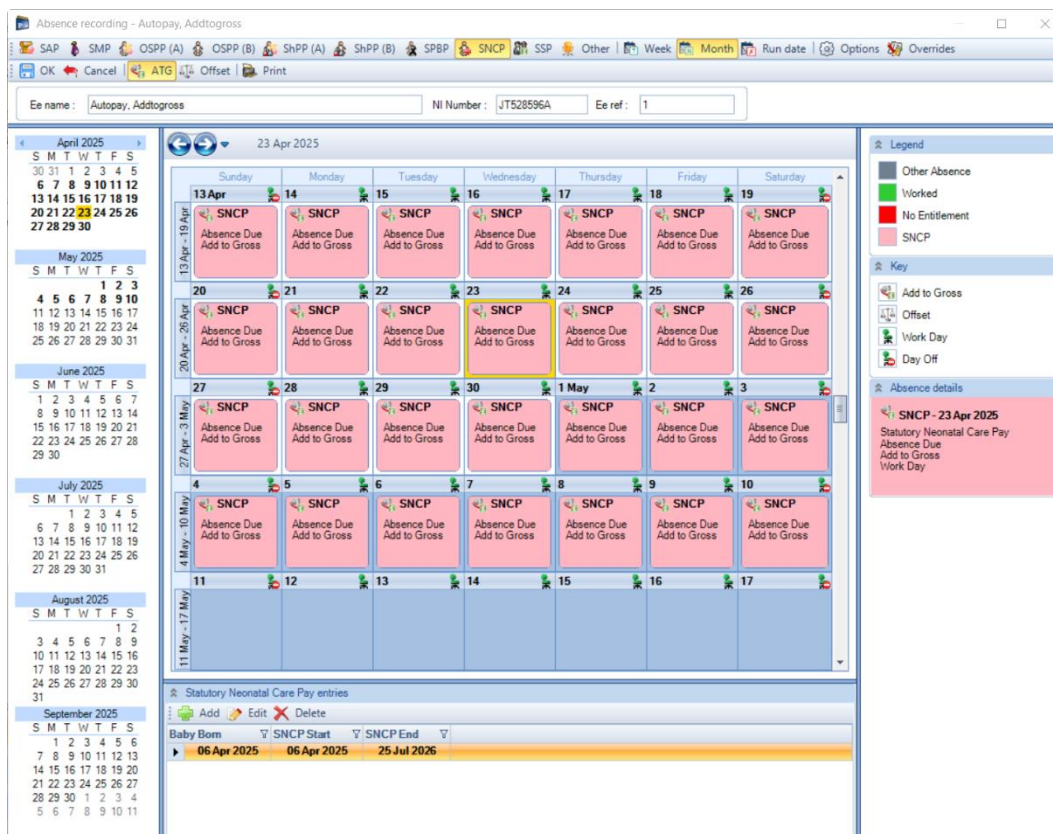 Absence recording - Autopay, Addtogross
SAP SMP OSPP (A) OSPP (B) ShPP (A) ShPP (B) SPBP SNCP SSP Other Week Month Run date Options Overrides
OK Cancel ATG Offset Print
Ee name : Autopay, Addtogross NI Number : JT528596A Ee ref : 1
April 2025
S M T W T F S
30 31 1 2 3 4 5
6 7 8 9 10 11 12
13 14 15 16 17 18 19
20 21 22 23 24 25 26
27 28 29 30
May 2025
S M T W T F S
1 2 3
4 5 6 7 8 9 10
11 12 13 14 15 16 17
18 19 20 21 22 23 24
25 26 27 28 29 30 31
June 2025
S M T W T F S
1 2 3 4 5 6 7
8 9 10 11 12 13 14
15 16 17 18 19 20 21
22 23 24 25 26 27 28
29 30
July 2025
S M T W T F S
1 2 3 4 5
6 7 8 9 10 11 12
13 14 15 16 17 18 19
20 21 22 23 24 25 26
27 28 29 30 31
August 2025
S M T W T F S
1 2
3 4 5 6 7 8 9
10 11 12 13 14 15 16
17 18 19 20 21 22 23
24 25 26 27 28 29 30
31
September 2025
S M T W T F S
1 2 3 4 5 6
7 8 9 10 11 12 13
14 15 16 17 18 19 20
21 22 23 24 25 26 27
28 29 30 1 2 3 4
5 6 7 8 9 10 11
23 Apr 2025
Sunday Monday Tuesday Wednesday Thursday Friday Saturday
13 Apr - 19 Apr
13 Apr 14 15 16 17 18 19
SNCP SNCP SNCP SNCP SNCP SNCP SNCP
Absence Due Absence Due Absence Due Absence Due Absence Due Absence Due Absence Due
Add to Gross Add to Gross Add to Gross Add to Gross Add to Gross Add to Gross Add to Gross
20 Apr - 26 Apr
20 21 22 23 24 25 26
SNCP SNCP SNCP SNCP SNCP SNCP SNCP
Absence Due Absence Due Absence Due Absence Due Absence Due Absence Due Absence Due
Add to Gross Add to Gross Add to Gross Add to Gross Add to Gross Add to Gross Add to Gross
27 Apr - 3 May
27 28 29 30 1 May 2 3
SNCP SNCP SNCP SNCP SNCP SNCP SNCP
Absence Due Absence Due Absence Due Absence Due Absence Due Absence Due Absence Due
Add to Gross Add to Gross Add to Gross Add to Gross Add to Gross Add to Gross Add to Gross
4 May - 10 May
4 5 6 7 8 9 10
SNCP SNCP SNCP SNCP SNCP SNCP SNCP
Absence Due Absence Due Absence Due Absence Due Absence Due Absence Due Absence Due
Add to Gross Add to Gross Add to Gross Add to Gross Add to Gross Add to Gross Add to Gross
11 May - 17 May
11 12 13 14 15 16 17
Statutory Neonatal Care Pay entries
Add Edit Delete
Baby Born SNCP Start SNCP End
06 Apr 2025 06 Apr 2025 25 Jul 2026
Legend
Other Absence
Worked
No Entitlement
SNCP
Key
Add to Gross
Offset
Work Day
Day Off
Absence details
SNCP - 23 Apr 2025
Statutory Neonatal Care Pay
Absence Due
Add to Gross
Work Day